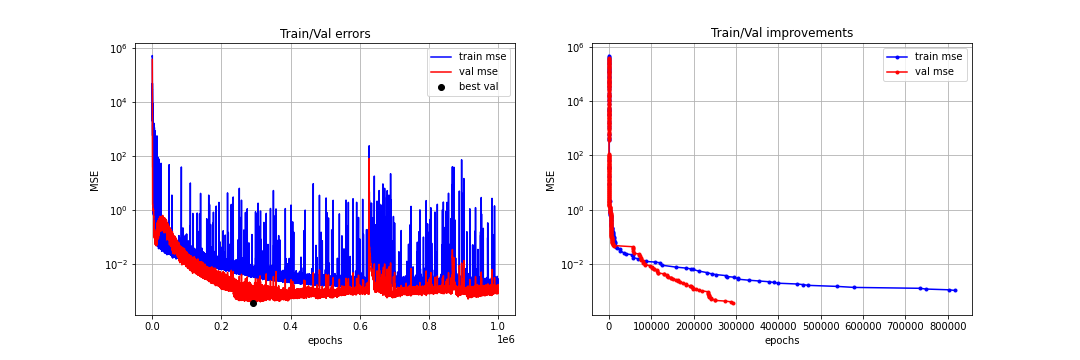 Train/Val errors
MSE
10^6
10^4
10^2
10^0
10^−2
train mse
val mse
best val
0.0 0.2 0.4 0.6 0.8 1.0
1e6
epochs
Train/Val improvements
MSE
10^6
10^4
10^2
10^0
10^−2
train mse
val mse
0 100000 200000 300000 400000 500000 600000 700000 800000
epochs